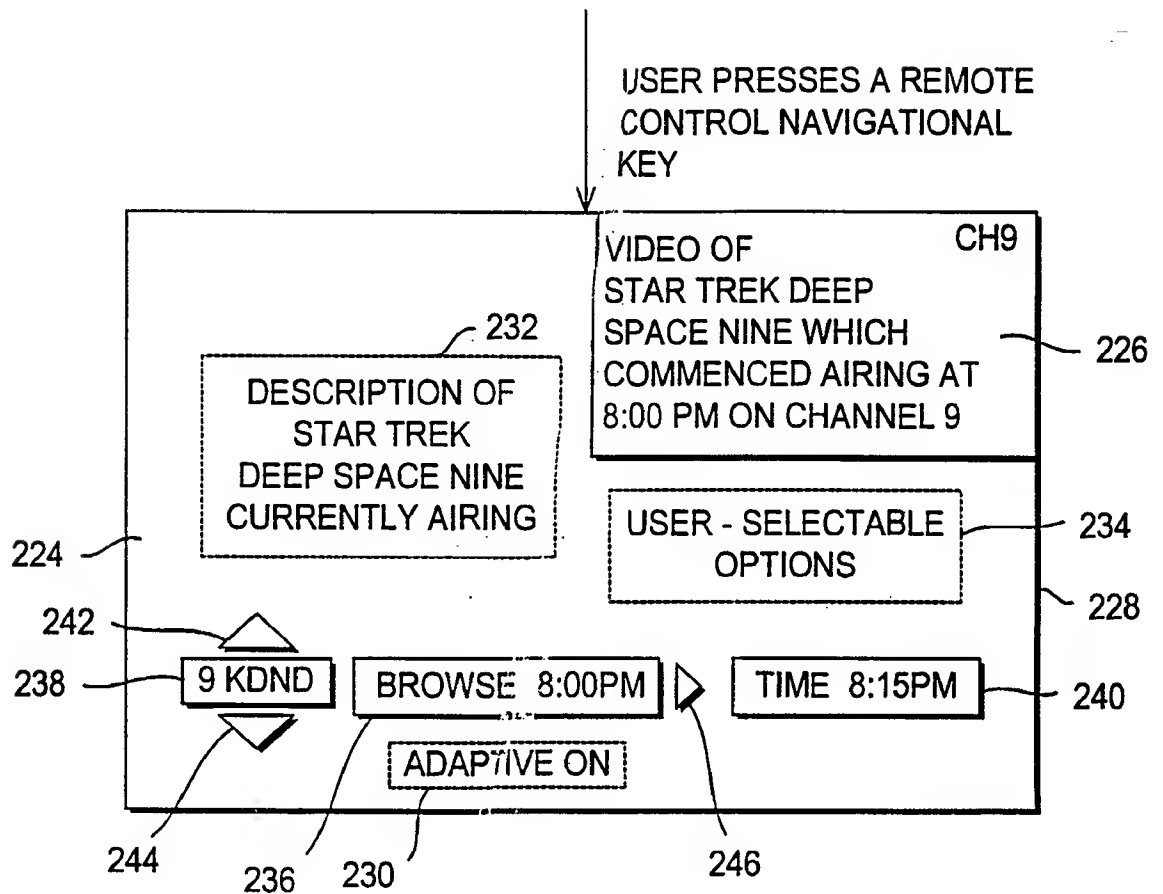 USER PRESSES A REMOTE
CONTROL NAVIGATIONAL
KEY
CH9
VIDEO OF
STAR TREK DEEP
SPACE NINE WHICH
COMMENCED AIRING AT
8:00 PM ON CHANNEL 9
226
232
DESCRIPTION OF
STAR TREK
DEEP SPACE NINE
CURRENTLY AIRING
USER - SELECTABLE
OPTIONS
234
224
228
242
238
9 KDND
BROWSE 8:00PM
TIME 8:15PM
240
ADAPTIVE ON
244
236
230
246